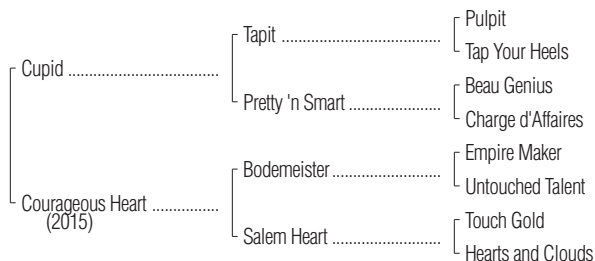 Pulpit
Tapit ........................................
Tap Your Heels
Cupid ......................................
Beau Genius
Pretty 'n Smart .......................
Charge d'Affaires
Empire Maker
Bodemeister...........................
Untouched Talent
Courageous Heart .................
(2015)
Touch Gold
Salem Heart ...........................
Hearts and Clouds